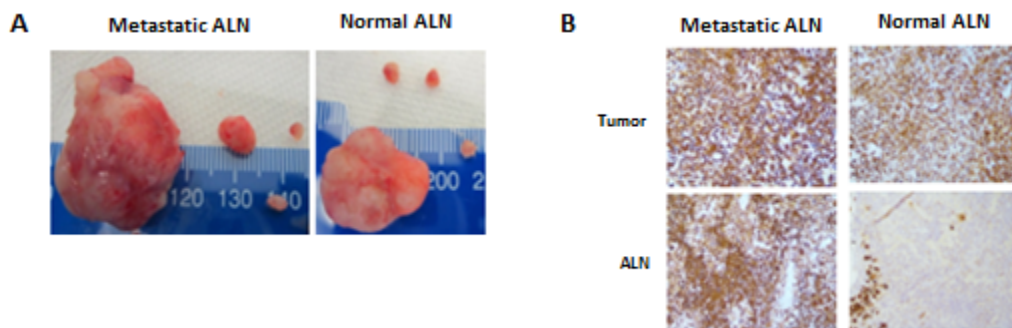 A
Metastatic ALN
Normal ALN
120 130 140
200
B
Metastatic ALN
Normal ALN
Tumor
ALN